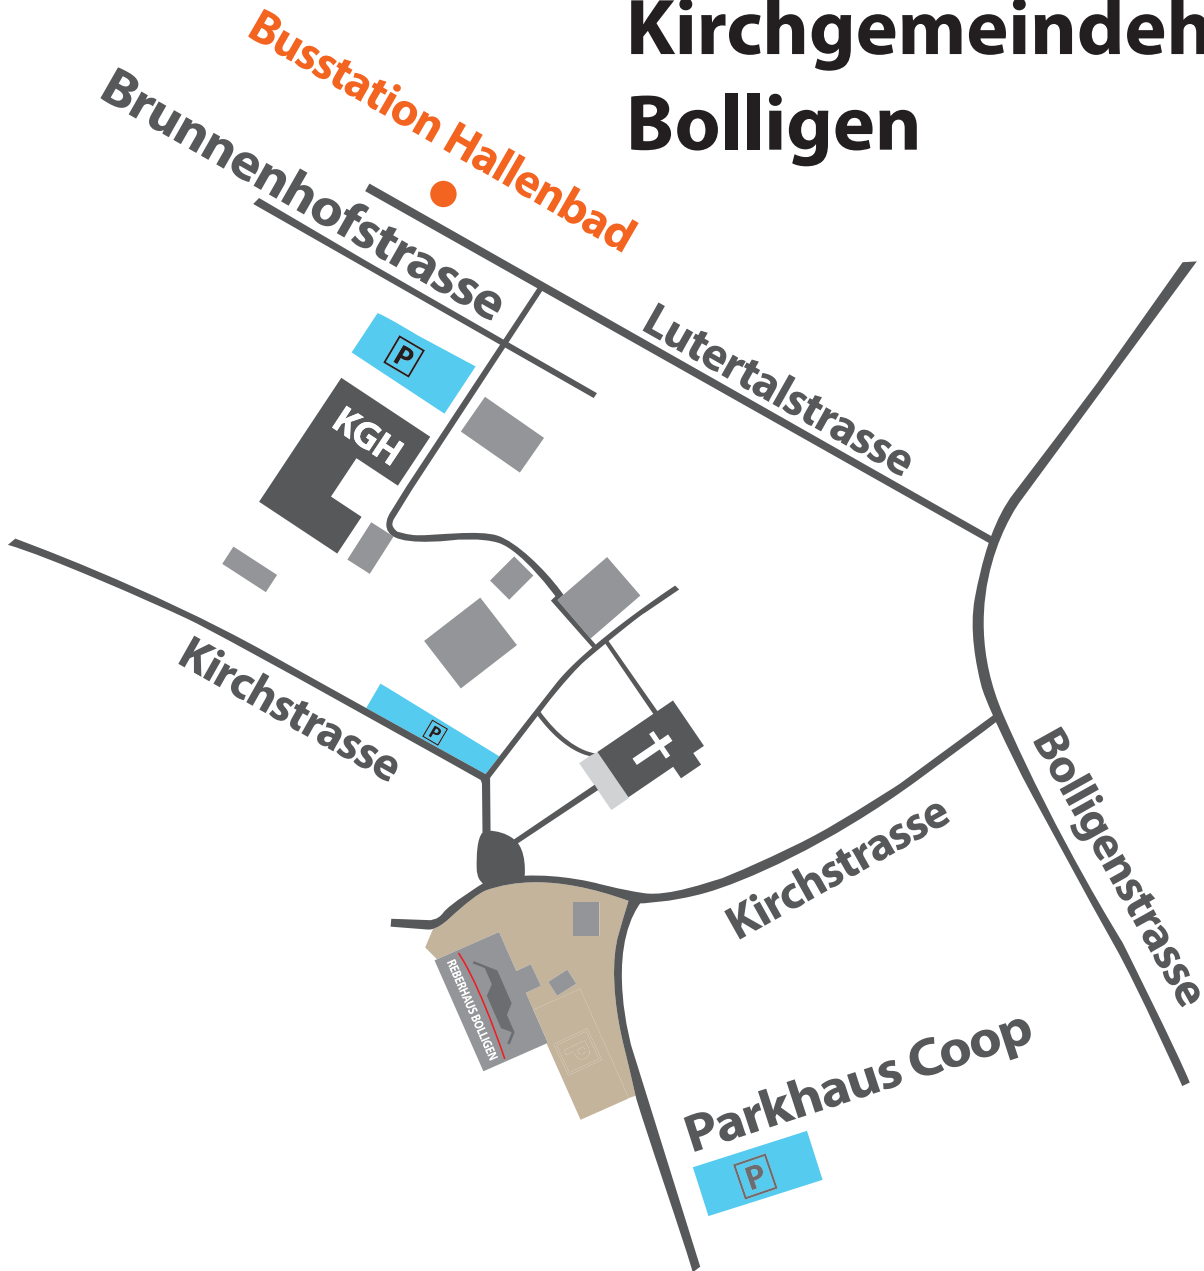 Kirchgemeindeh
Bolligen
Busstation Hallenbad
Brunnenhofstrasse
Lutertalstrasse
P
KGH
Kirchstrasse
P
Kirchstrasse
Bolligenstrasse
REBERHAUS BOLLIGEN
P
Parkhaus Coop
P